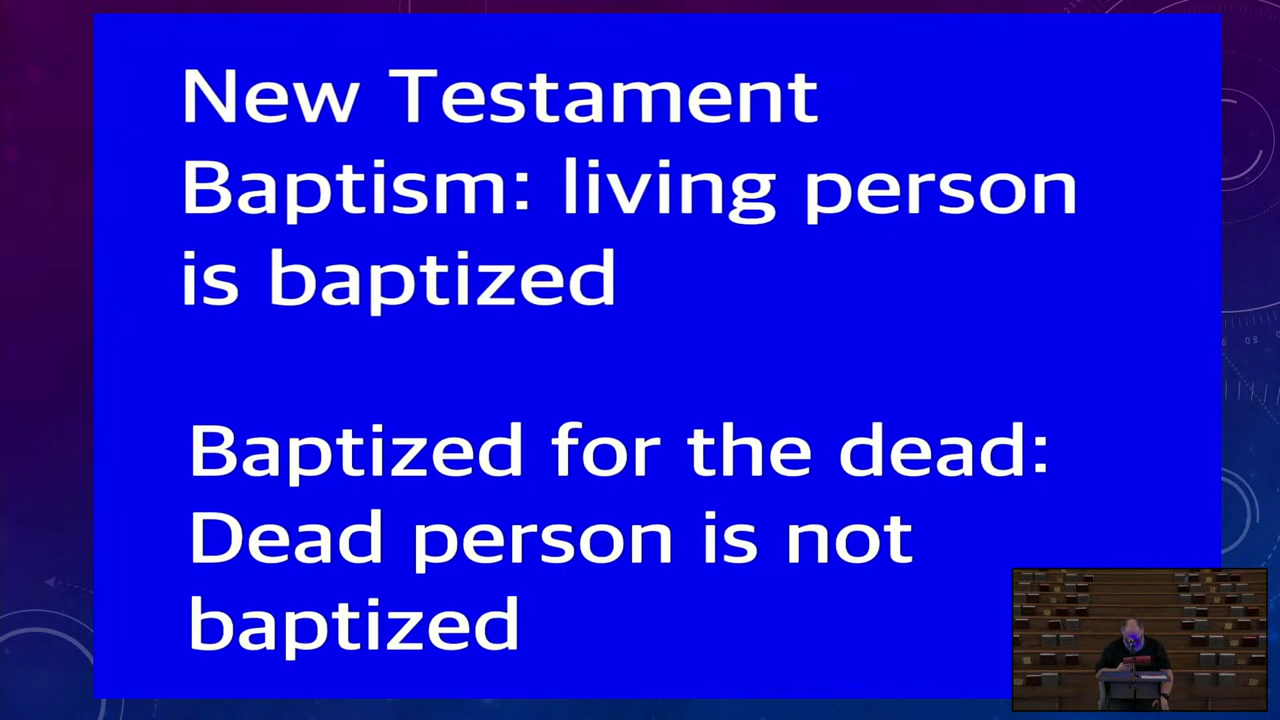 New Testament
Baptism: living person
is baptized
Baptized for the dead:
Dead person is not
baptized